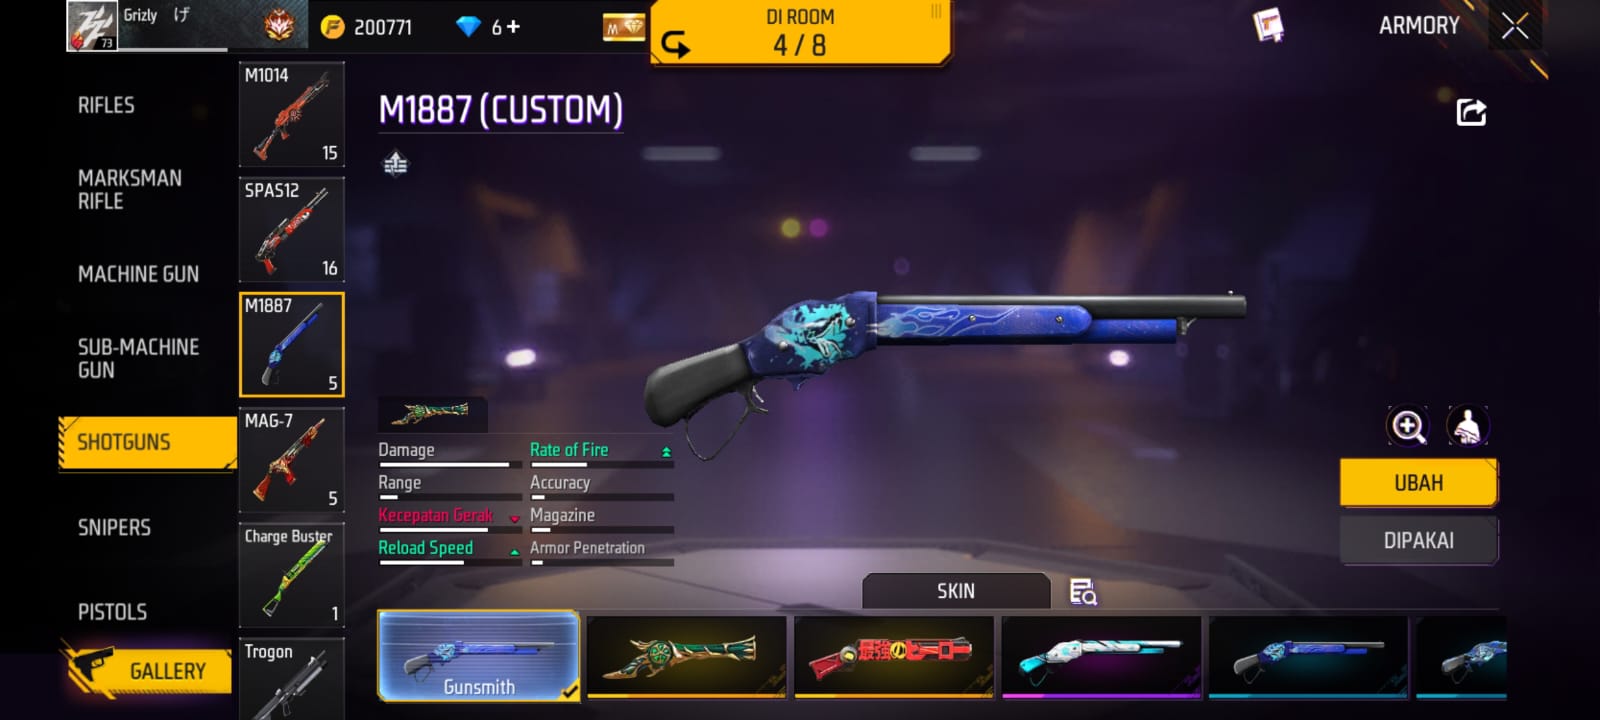 Grizly げ
73
200771
6+
M
DI ROOM
4 / 8
ARMORY
RIFLES
MARKSMAN
RIFLE
MACHINE GUN
SUB-MACHINE
GUN
SHOTGUNS
SNIPERS
PISTOLS
GALLERY
M1014
15
SPAS12
16
M1887
5
MAG-7
5
Charge Buster
1
Trogon
M1887 (CUSTOM)
Damage
Rate of Fire
Range
Accuracy
Kecepatan Gerak
Magazine
Reload Speed
Armor Penetration
UBAH
DIPAKAI
SKIN
Gunsmith
最強